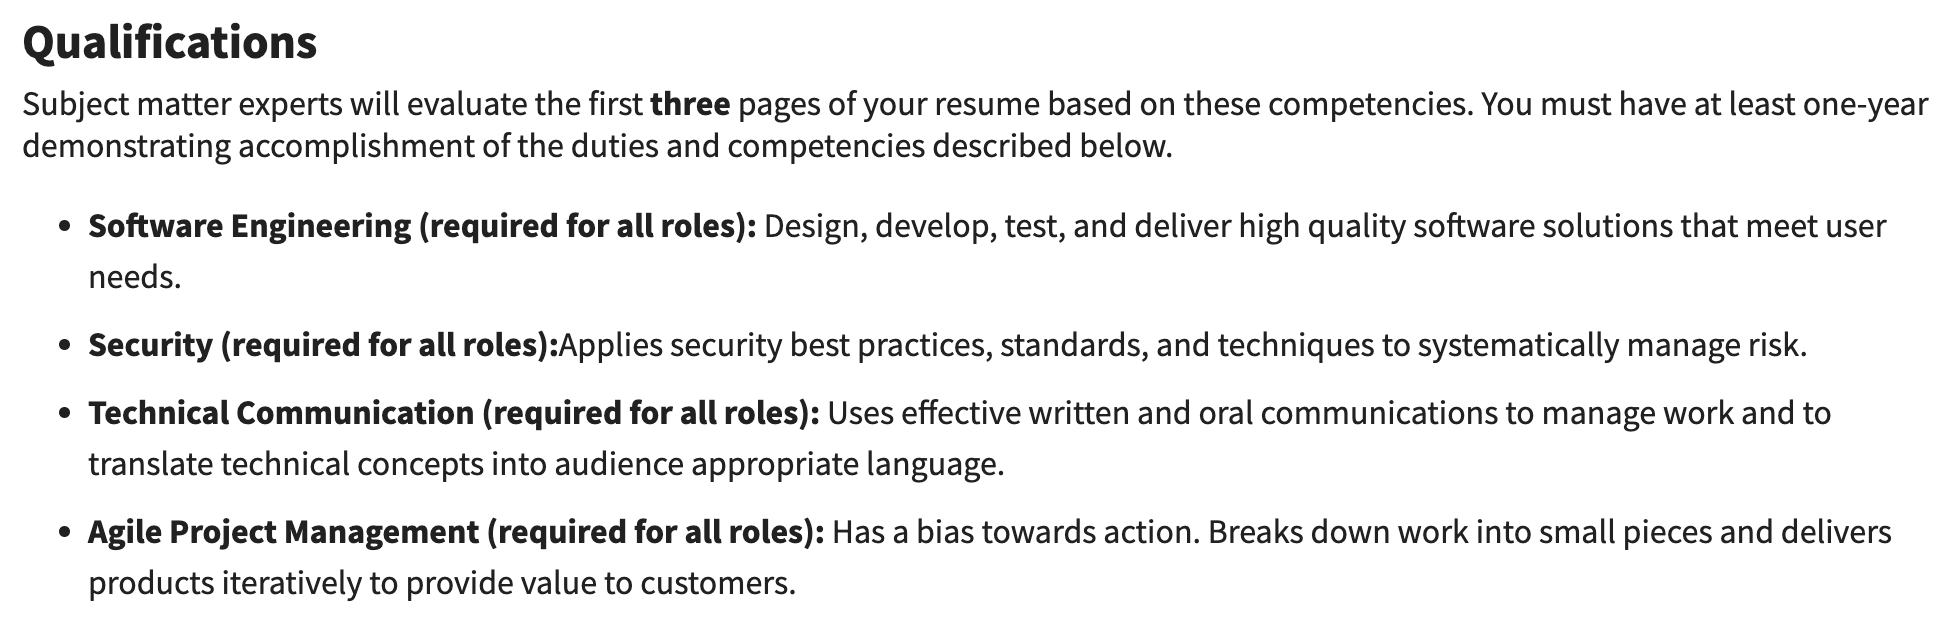 Qualifications
Subject matter experts will evaluate the first three pages of your resume based on these competencies. You must have at least one-year
demonstrating accomplishment of the duties and competencies described below.
• Software Engineering (required for all roles): Design, develop, test, and deliver high quality software solutions that meet user
needs.
• Security (required for all roles):Applies security best practices, standards, and techniques to systematically manage risk.
• Technical Communication (required for all roles): Uses effective written and oral communications to manage work and to
translate technical concepts into audience appropriate language.
• Agile Project Management (required for all roles): Has a bias towards action. Breaks down work into small pieces and delivers
products iteratively to provide value to customers.